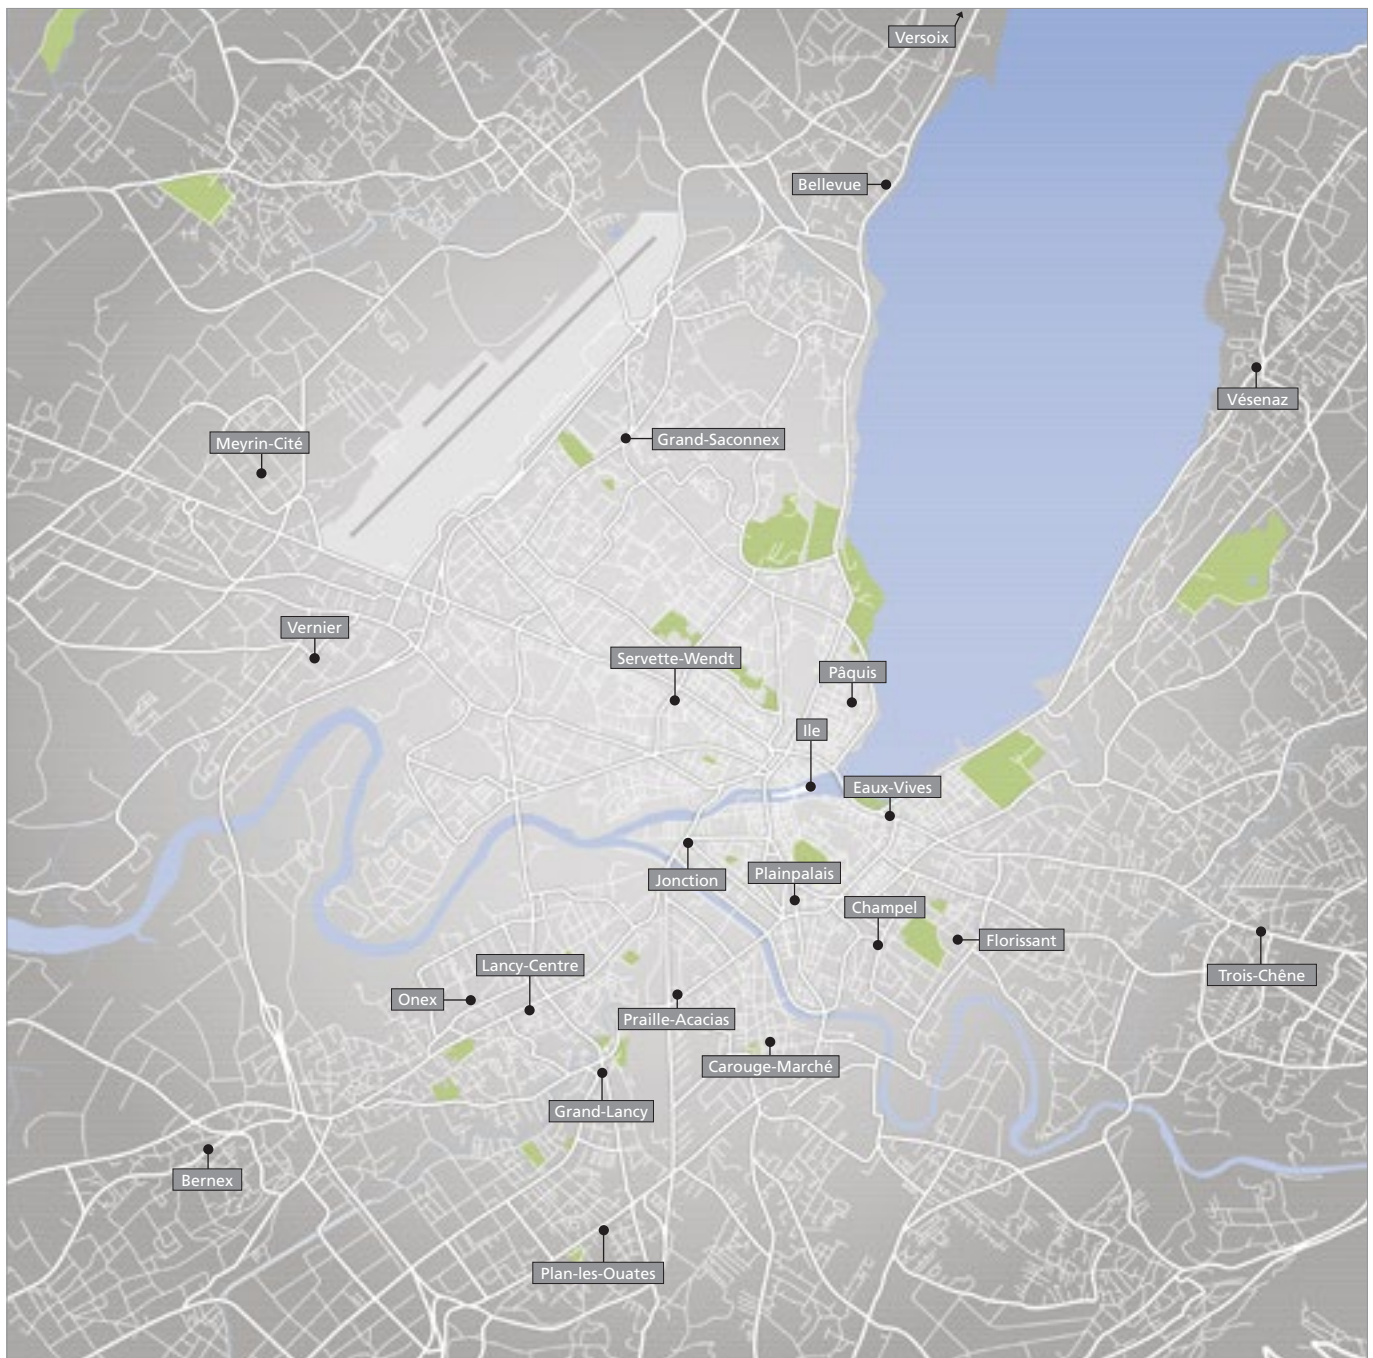 Versoix
Bellevue
Vésenaz
Meyrin-Cité
Grand-Saconnex
Vernier
Servette-Wendt
Pâquis
Ile
Eaux-Vives
Jonction
Plainpalais
Champel
Florissant
Trois-Chêne
Lancy-Centre
Onex
Praille-Acacias
Carouge-Marché
Grand-Lancy
Bernex
Plan-les-Ouates